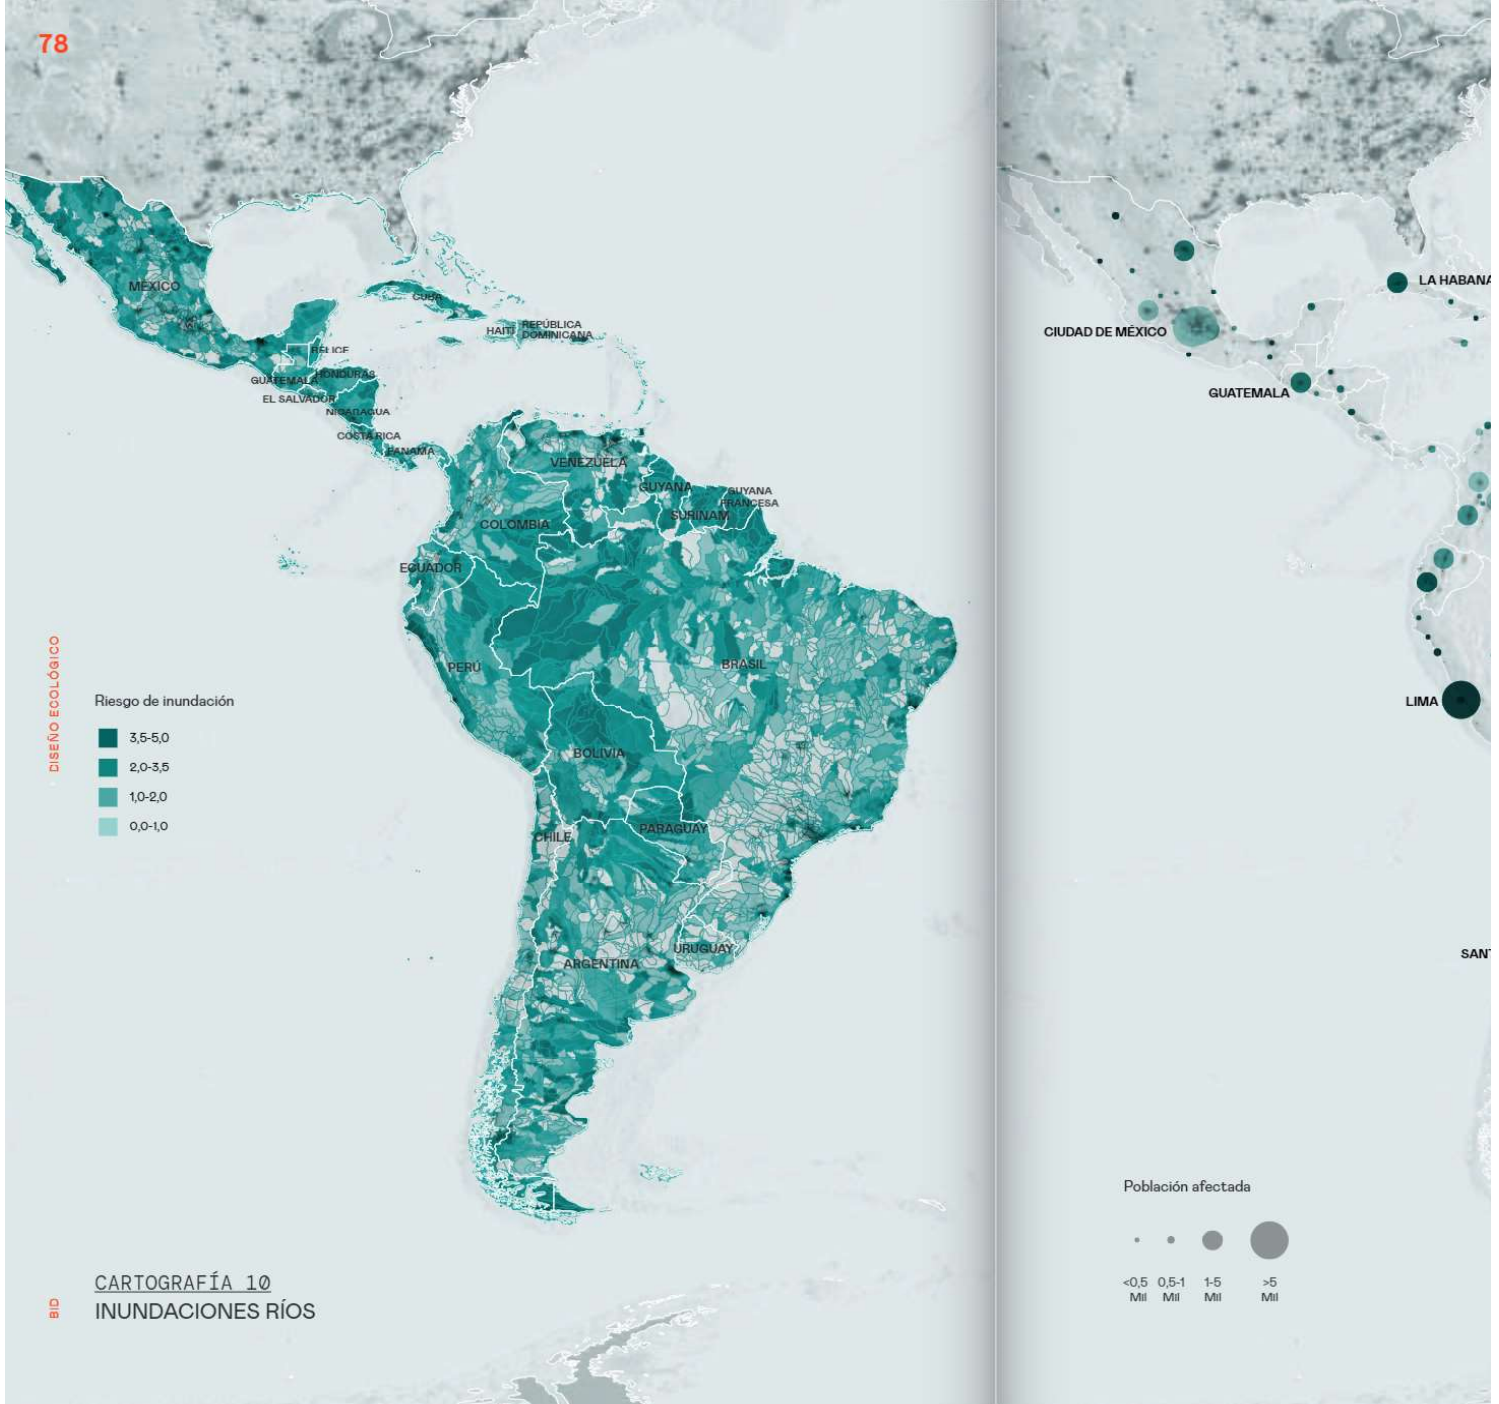 78
MÉXICO
CUBA
HAITÍ
REPÚBLICA
DOMINICANA
BELICE
GUATEMALA
HONDURAS
EL SALVADOR
NICARAGUA
COSTA RICA
PANAMÁ
VENEZUELA
GUYANA
GUYANA
FRANCESA
SURINAM
COLOMBIA
ECUADOR
PERÚ
BRASIL
BOLIVIA
PARAGUAY
CHILE
URUGUAY
ARGENTINA
DISEÑO ECOLÓGICO
Riesgo de inundación
3,5-5,0
2,0-3,5
1,0-2,0
0,0-1,0
BID
CARTOGRAFÍA 10
INUNDACIONES RÍOS
LA HABANA
CIUDAD DE MÉXICO
GUATEMALA
LIMA
SANT
Población afectada
<0,5 0,5-1 1-5 >5
Mil Mil Mil Mil